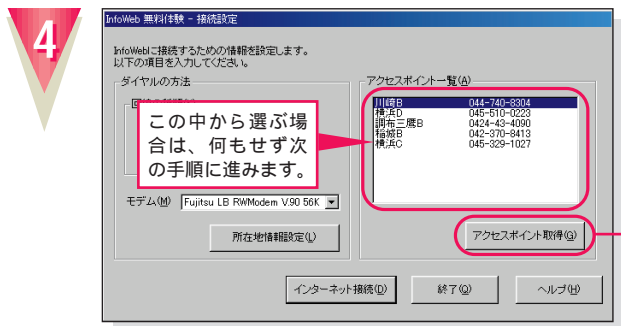 4
InfoWeb 無料体験 - 接続設定
InfoWebに接続するための情報を設定します。
以下の項目を入力してください。
ダイヤルの方法
この中から選ぶ場
合は、何もせず次
の手順に進みます。
モデム(M) Fujitsu LB RWModem V.90 56K
所在地情報設定(L)
アクセスポイント一覧(A)
川崎B 044-740-8304
横浜D 045-510-0223
調布三鷹B 0424-43-4090
稲城B 042-370-8413
横浜C 045-329-1027
アクセスポイント取得(G)
インターネット接続(D)
終了(Q)
ヘルプ(H)